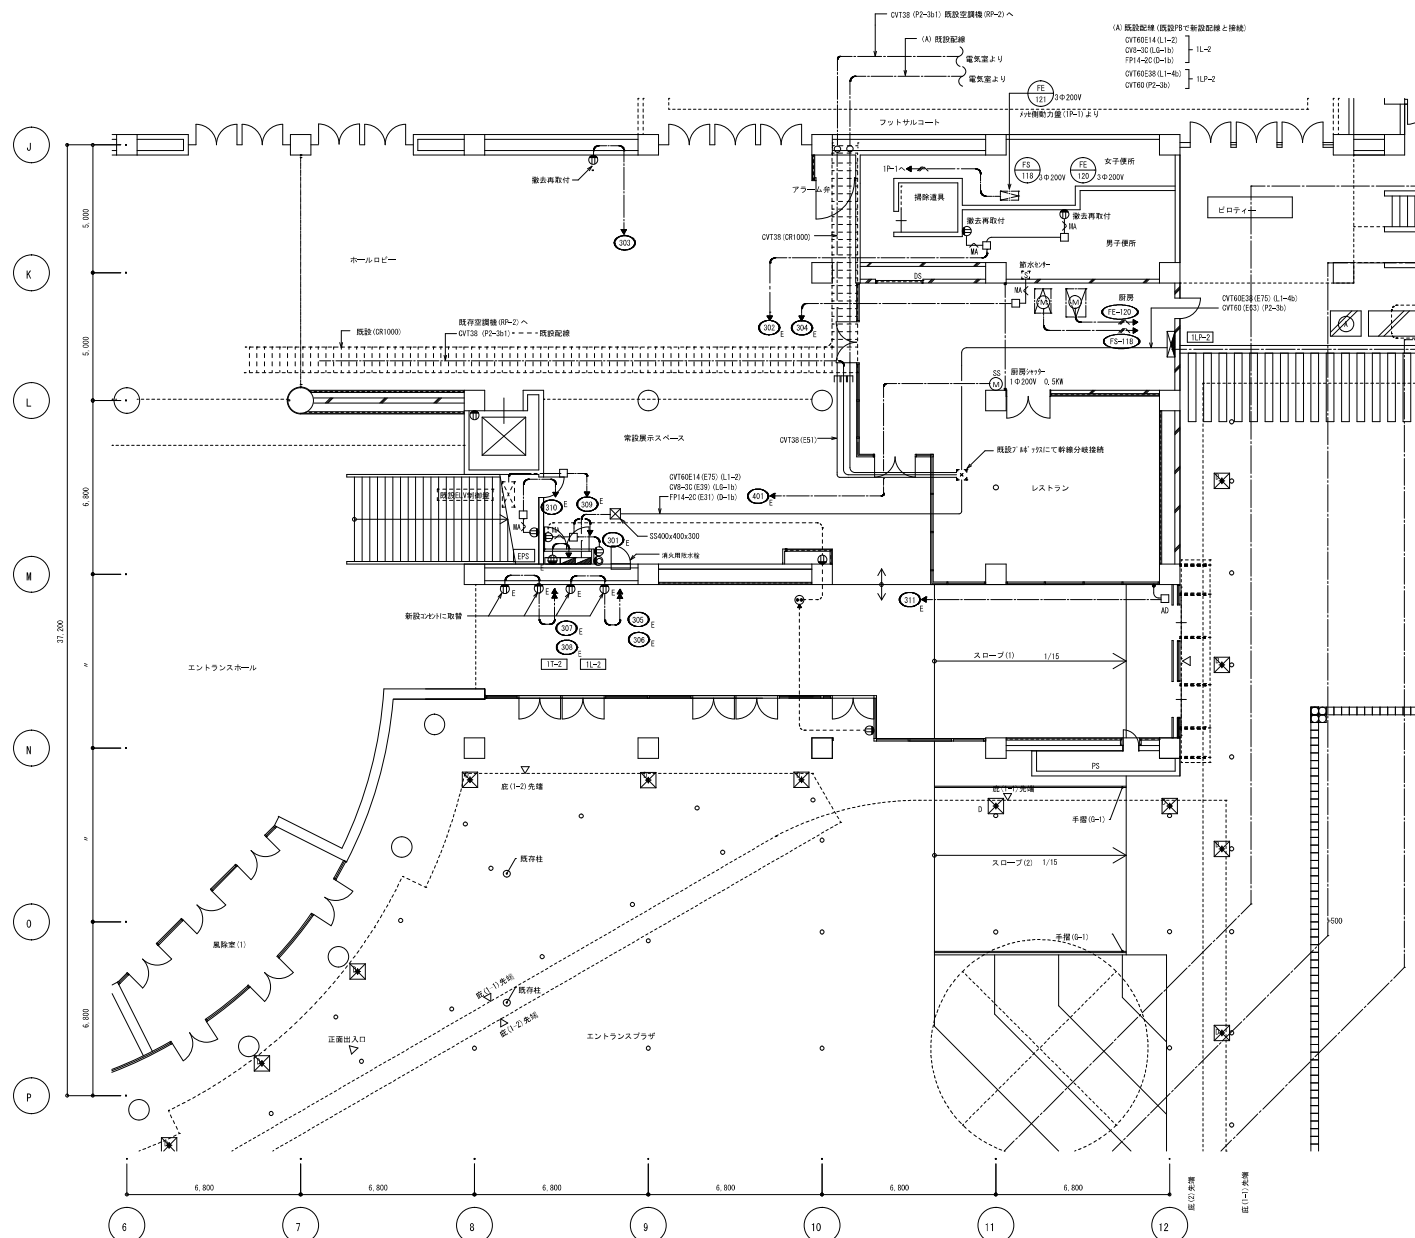 CVT38 (P2-3b1) 既設空調機(RP-2) へ
(A) 既設配線
電気室より
電気室より
(A) 既設配線 (既設PBで新設配線と接続)
CVT60E14(L1-2)
CV8-3C(LG-1b)
FP14-2C(D-1b)
1L-2
CVT60E38(L1-4b)
CVT60(P2-3b)
1LP-2
FE
121
3Φ200V
メッセ側動力盤(1P-1)より
フットサルコート
J
撤去再取付
アラーム弁
1P-1へ
FS
118
3Φ200V
FE
120
3Φ200V
女子便所
掃除道具
撤去再取付
撤去再取付
MA
MA
男子便所
ピロティー
5,000
303
CVT38(CR1000)
ホールロビー
K
DS
節水センサー
MA
厨房
M
M
FE-120
FS-118
CVT60E38(E75)(L1-4b)
CVT60(E63)(P2-3b)
1LP-2
302
E
304
E
既設(CR1000)
既存空調機(RP-2)へ
CVT38 (P2-3b1)
既設配線
5,000
SS
M
厨房シャッター
1Φ200V 0.5KW
L
常設展示スペース
CVT38(E51)
既設プルボックスにて幹線分岐接続
レストラン
CVT60E14(E75)(L1-2)
CV8-3C(E39)(LG-1b)
FP14-2C(E31)(D-1b)
401
E
既設ELV制御盤
310
E
309
E
MA
MA
301
E
SS400x400x300
消火用散水栓
EPS
6,800
M
E
E
E
E
新設コンセントに取替
307
E
308
E
305
E
306
E
1T-2
1L-2
311
E
AD
37,200
〃
エントランスホール
スロープ(1) 1/15
N
PS
庇(1-2)先端
庇(1-1)先端
D
手摺(G-1)
〃
既存柱
スロープ(2) 1/15
O
風除室(1)
手摺(G-1)
500
庇(1-1)先端
既存柱
庇(1-2)先端
6,800
正面出入口
エントランスプラザ
P
6,800
6,800
6,800
6,800
6,800
6,800
庇(2)先端
庇(1-1)先端
6
7
8
9
10
11
12